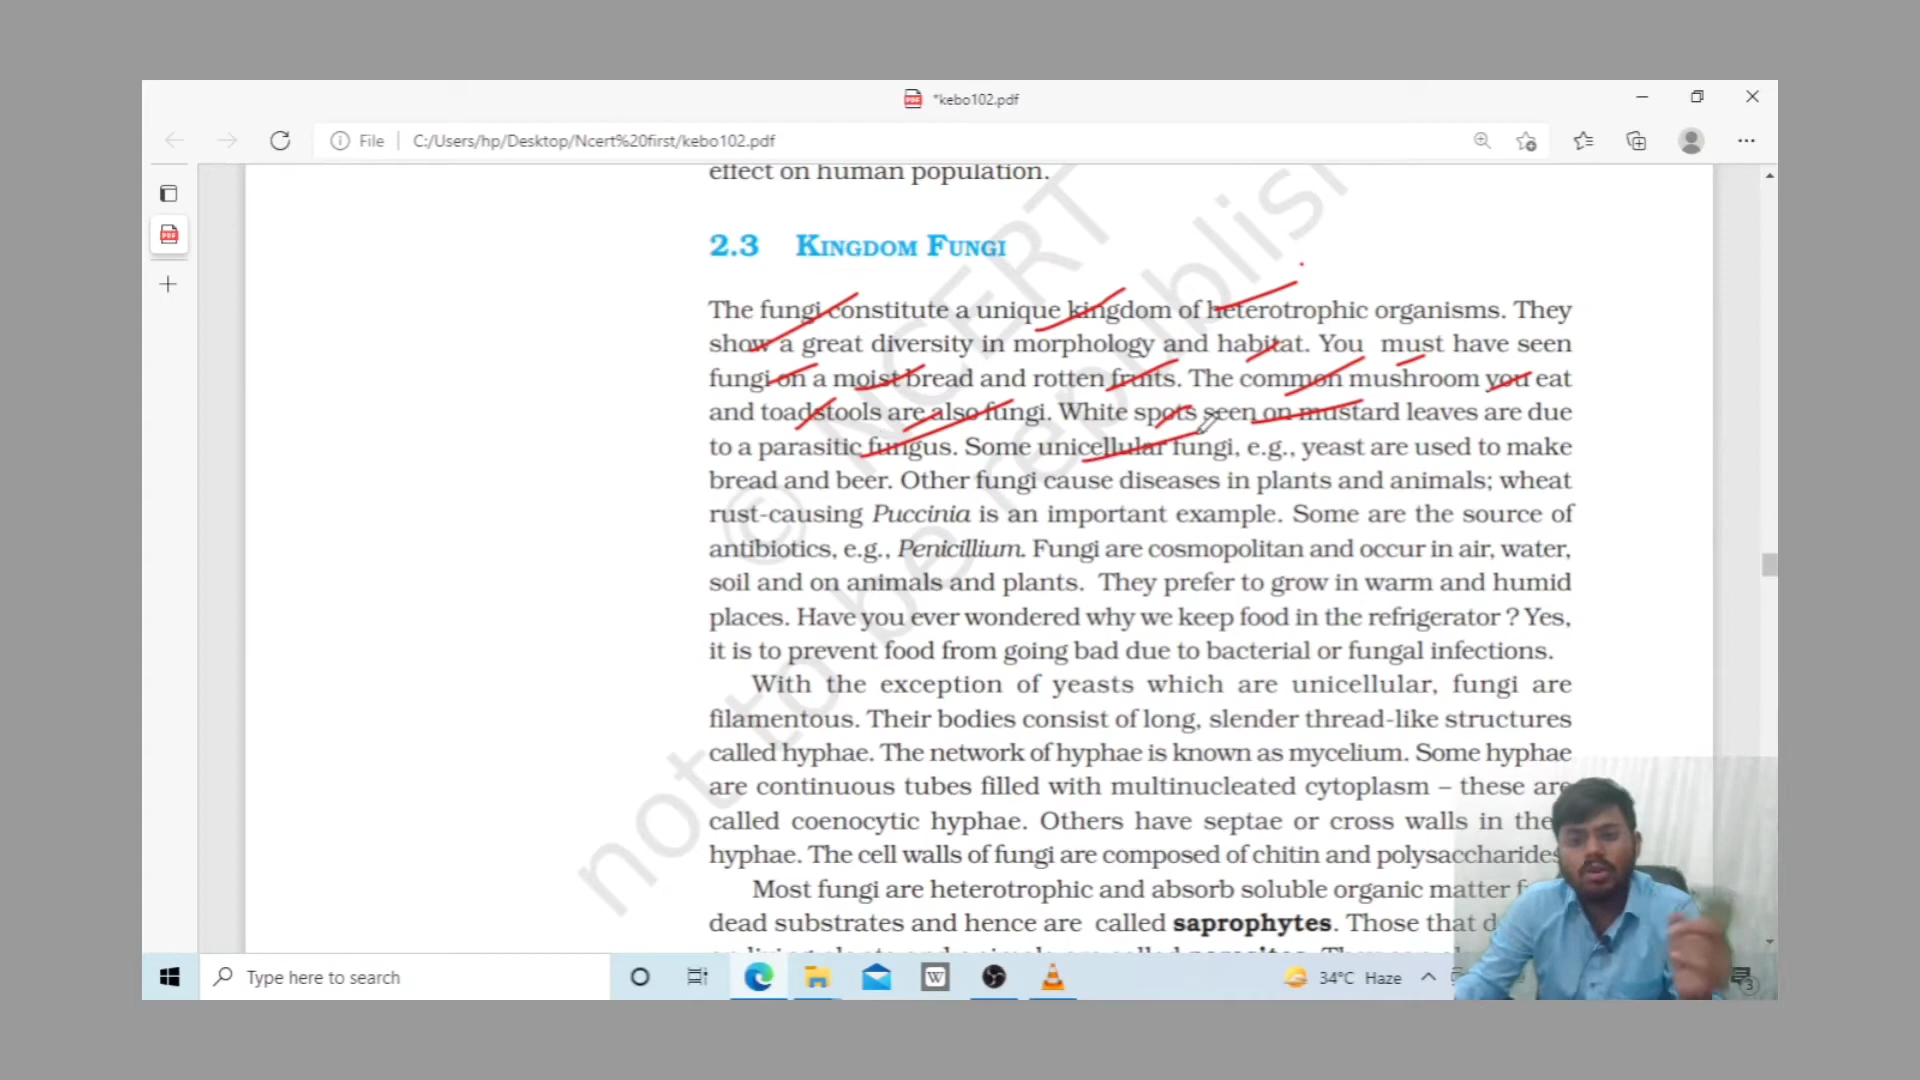 *kebo102.pdf
File
C:/Users/hp/Desktop/Ncert%20first/kebo102.pdf
effect on human population.
2.3 KINGDOM FUNGI
The fungi constitute a unique kingdom of heterotrophic organisms. They
show a great diversity in morphology and habitat. You must have seen
fungi on a moist bread and rotten fruits. The common mushroom you eat
and toadstools are also fungi. White spots seen on mustard leaves are due
to a parasitic fungus. Some unicellular fungi, e.g., yeast are used to make
bread and beer. Other fungi cause diseases in plants and animals; wheat
rust-causing Puccinia is an important example. Some are the source of
antibiotics, e.g., Penicillium. Fungi are cosmopolitan and occur in air, water,
soil and on animals and plants. They prefer to grow in warm and humid
places. Have you ever wondered why we keep food in the refrigerator ? Yes,
it is to prevent food from going bad due to bacterial or fungal infections.
With the exception of yeasts which are unicellular, fungi are
filamentous. Their bodies consist of long, slender thread-like structures
called hyphae. The network of hyphae is known as mycelium. Some hyphae
are continuous tubes filled with multinucleated cytoplasm – these are
called coenocytic hyphae. Others have septae or cross walls in
hyphae. The cell walls of fungi are composed of chitin and polysaccharides
Most fungi are heterotrophic and absorb soluble organic matter
dead substrates and hence are called saprophytes. Those that
© NCERT
not to be republis
Type here to search
34°C Haze
3